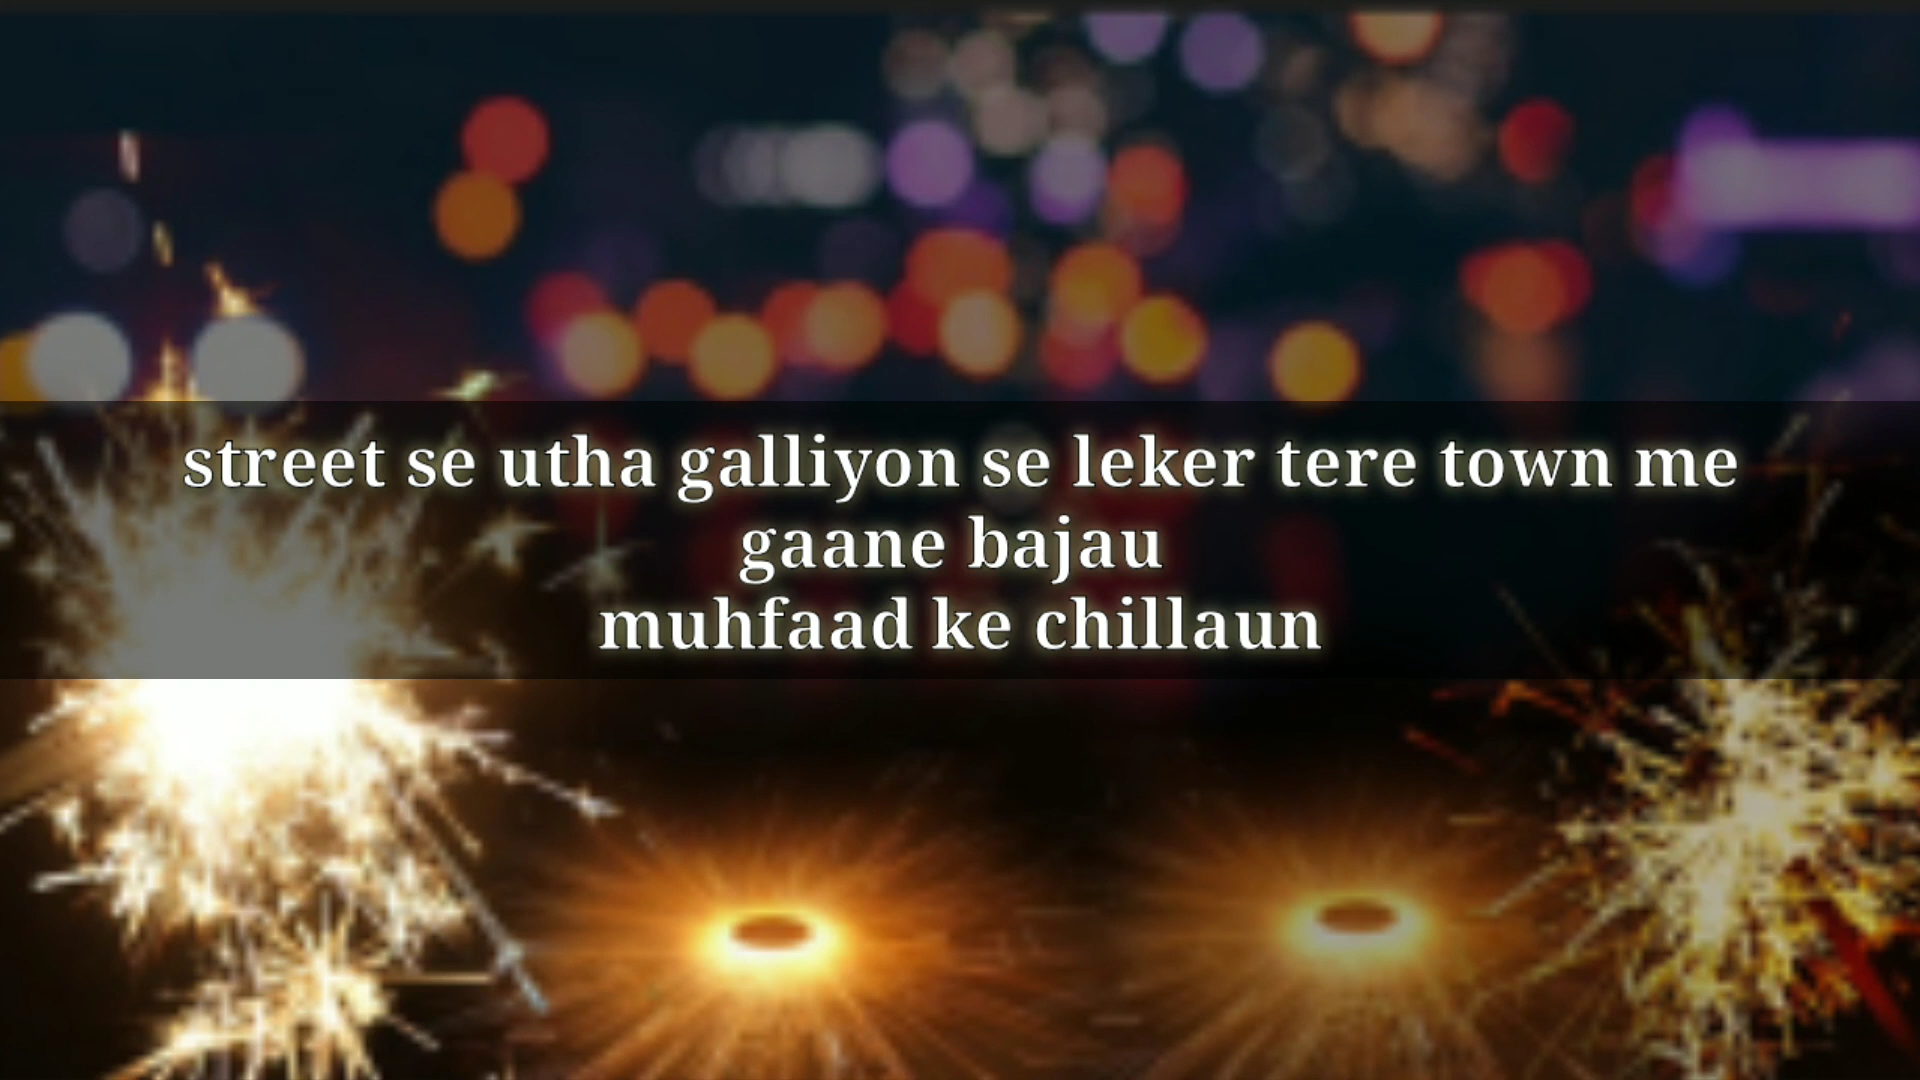 street se utha galliyon se leker tere town me
gaane bajau
muhfaad ke chillaun